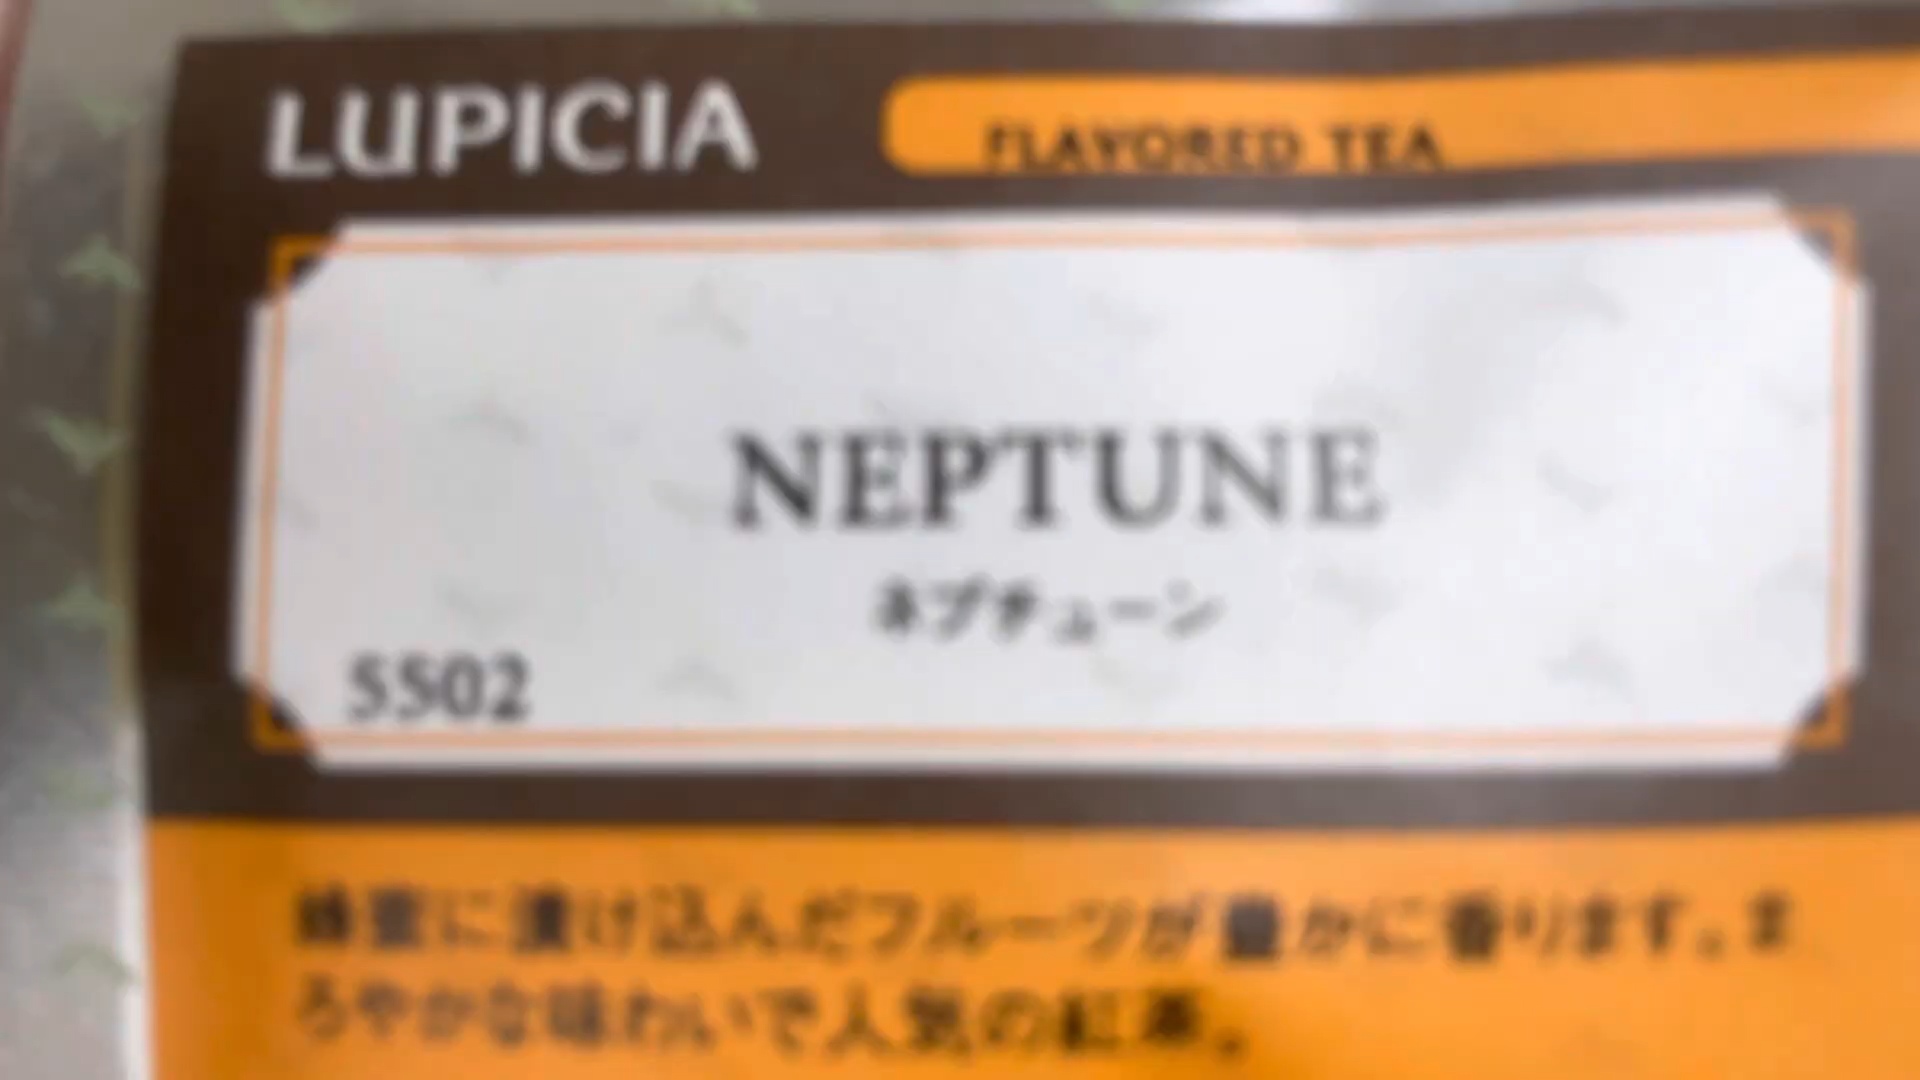 LUPICIA
FLAVORED TEA
NEPTUNE
ネプチューン
5502
蜂蜜に漬け込んだフルーツが豊かに香ります。ま
ろやかな味わいで人気の紅茶。